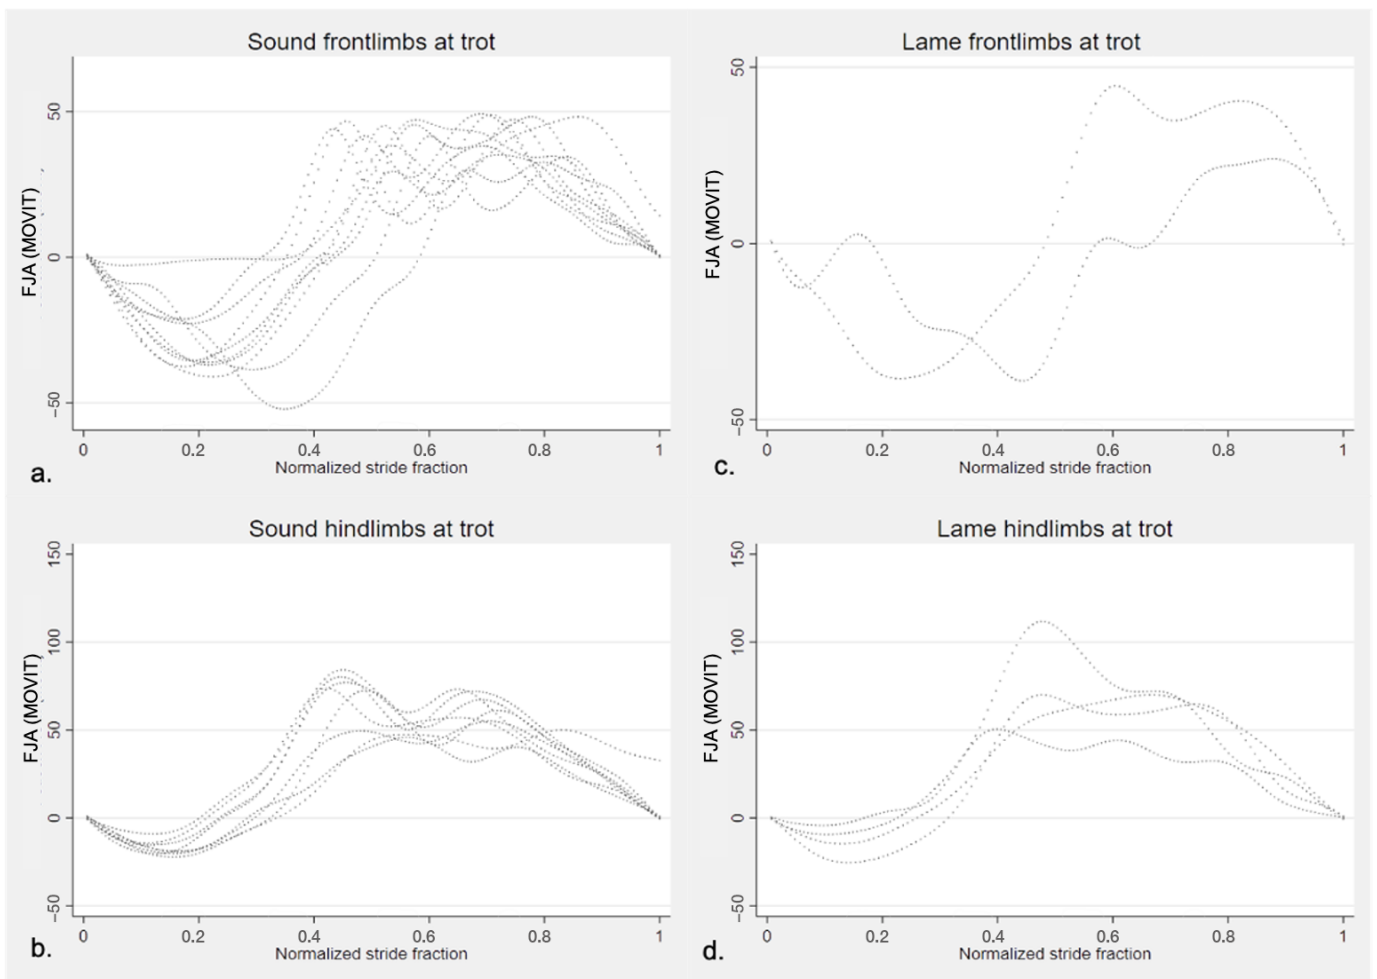 Sound frontlimbs at trot
FJA (MOVIT)
50
0
−50
0 0.2 0.4 0.6 0.8 1
Normalized stride fraction
a.
Lame frontlimbs at trot
FJA (MOVIT)
50
0
−50
0 0.2 0.4 0.6 0.8 1
Normalized stride fraction
c.
Sound hindlimbs at trot
FJA (MOVIT)
150
100
50
0
−50
0 0.2 0.4 0.6 0.8 1
Normalized stride fraction
b.
Lame hindlimbs at trot
FJA (MOVIT)
150
100
50
0
−50
0 0.2 0.4 0.6 0.8 1
Normalized stride fraction
d.